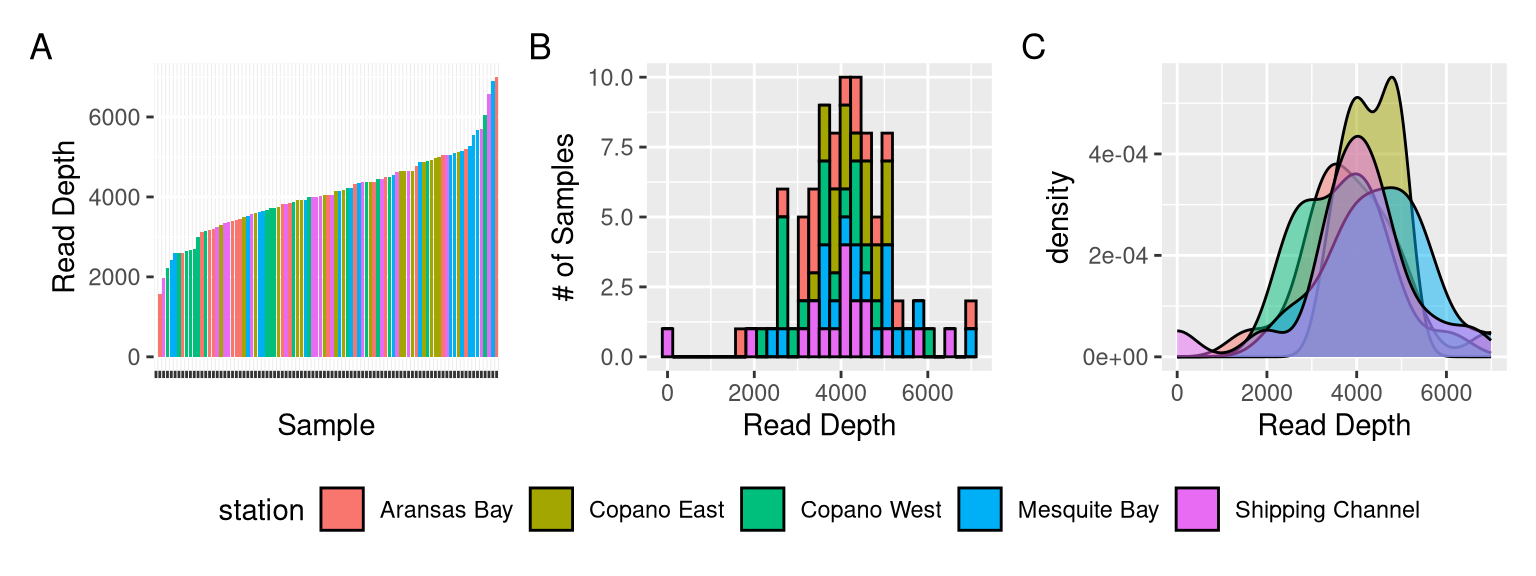 A
Read Depth
6000
4000
2000
0
Sample
B
# of Samples
10.0
7.5
5.0
2.5
0.0
0 2000 4000 6000
Read Depth
C
density
4e-04
2e-04
0e+00
0 2000 4000 6000
Read Depth
station Aransas Bay Copano East Copano West Mesquite Bay Shipping Channel